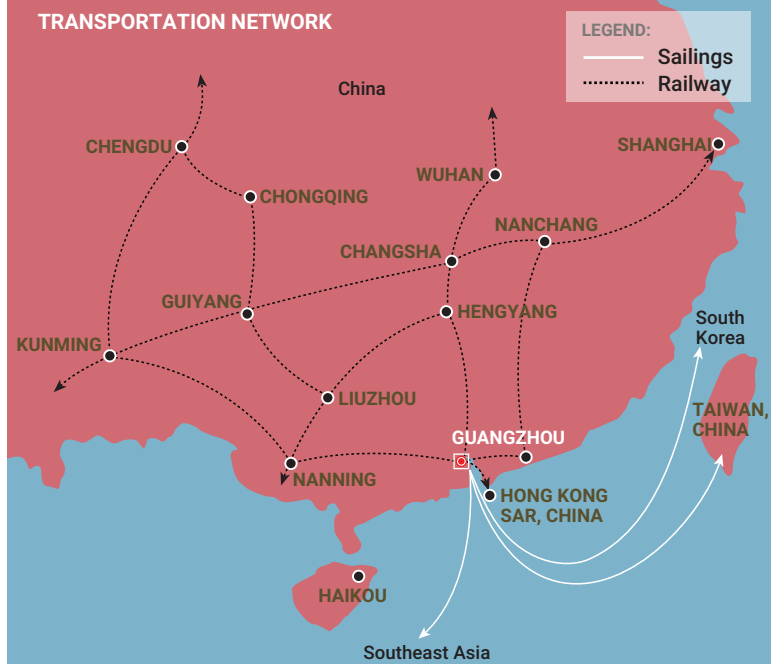 TRANSPORTATION NETWORK
LEGEND:
Sailings
Railway
China
CHENGDU
SHANGHAI
WUHAN
CHONGQING
NANCHANG
CHANGSHA
GUIYANG
HENGYANG
South
Korea
KUNMING
LIUZHOU
TAIWAN,
CHINA
GUANGZHOU
NANNING
HONG KONG
SAR, CHINA
HAIKOU
Southeast Asia